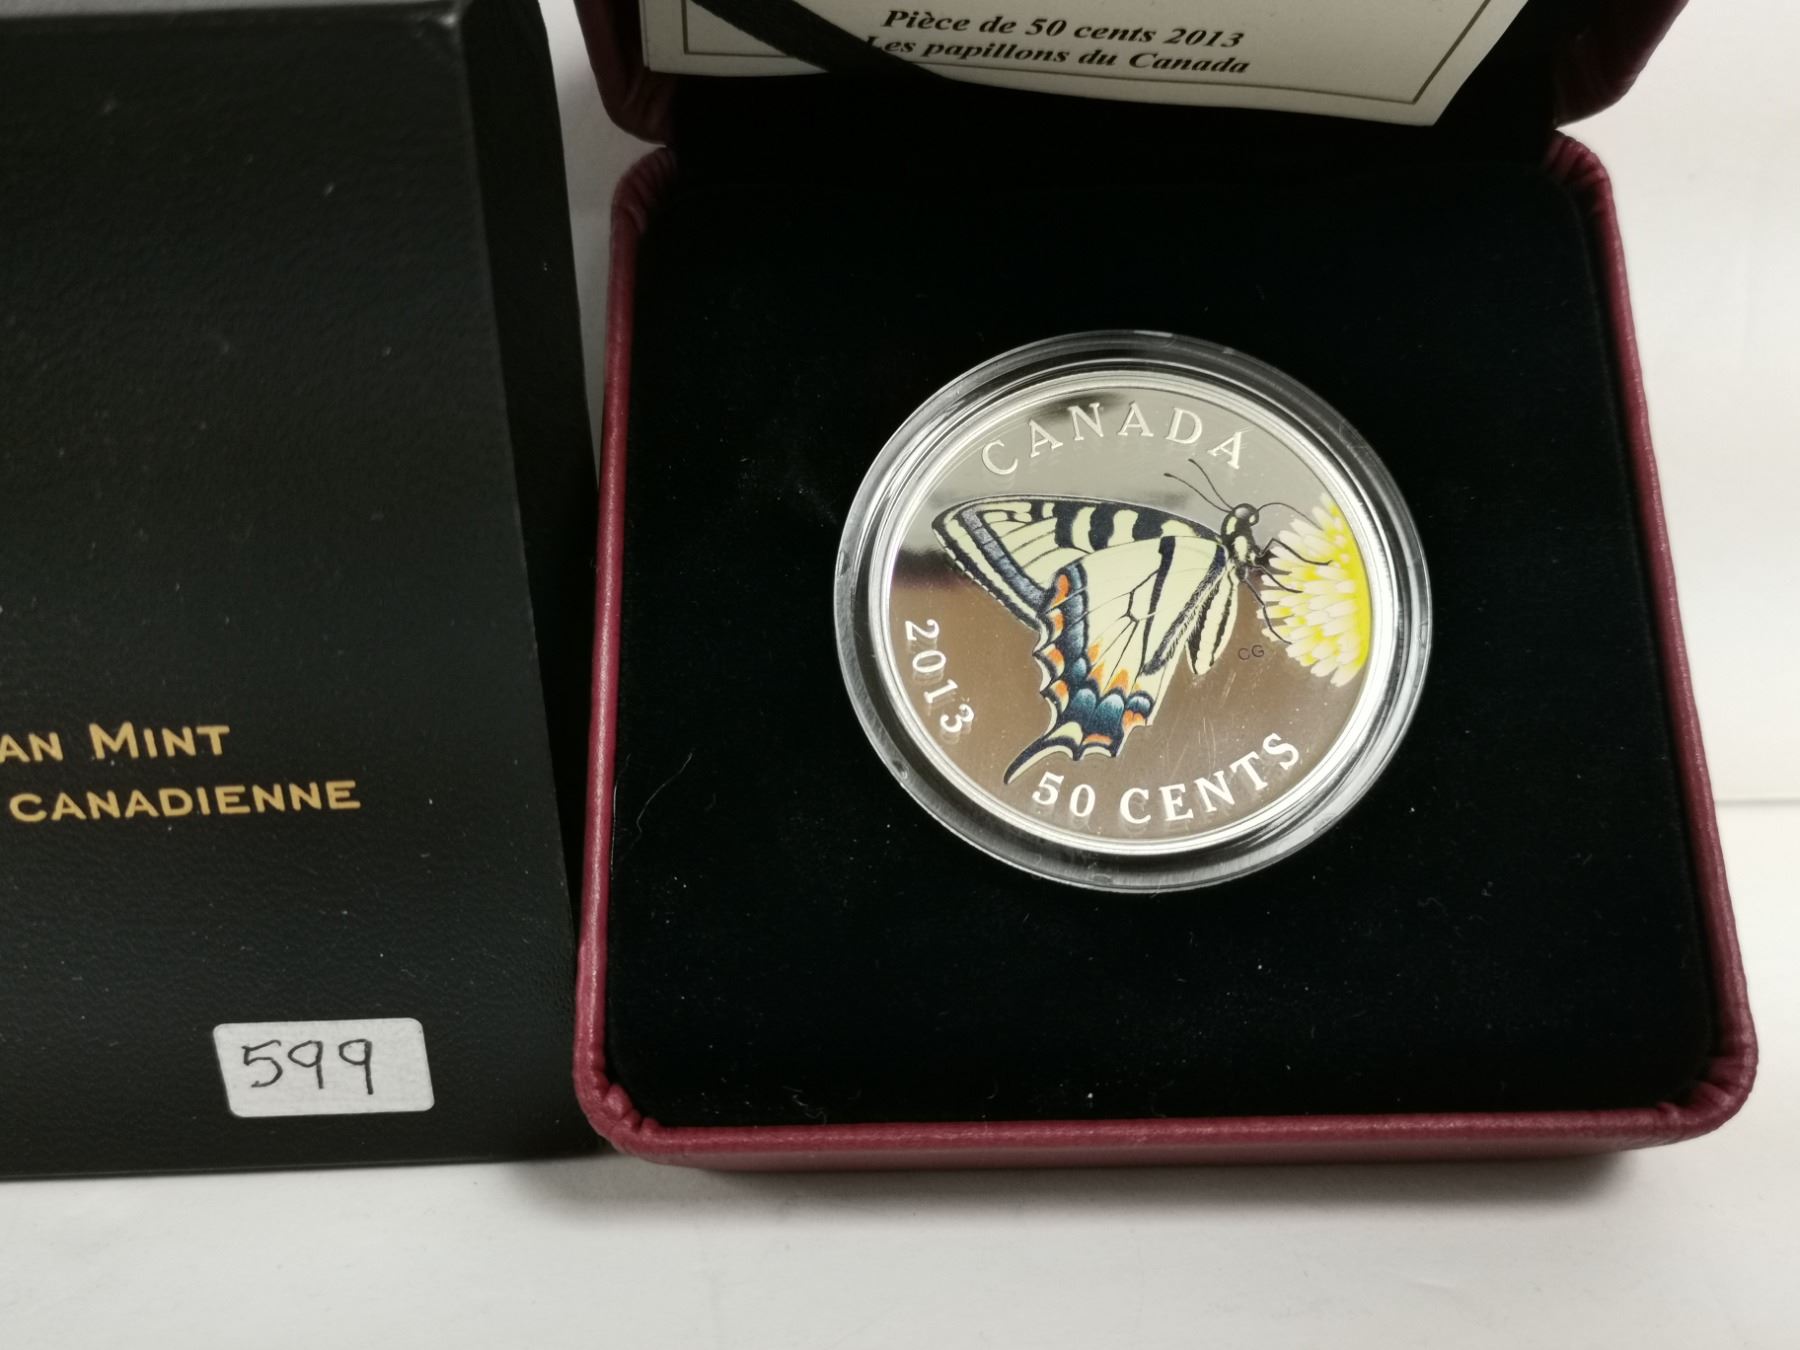 Pièce de 50 cents 2013
Les papillons du Canada
CANADA
2013
CG
50 CENTS
AN MINT
CANADIENNE
599